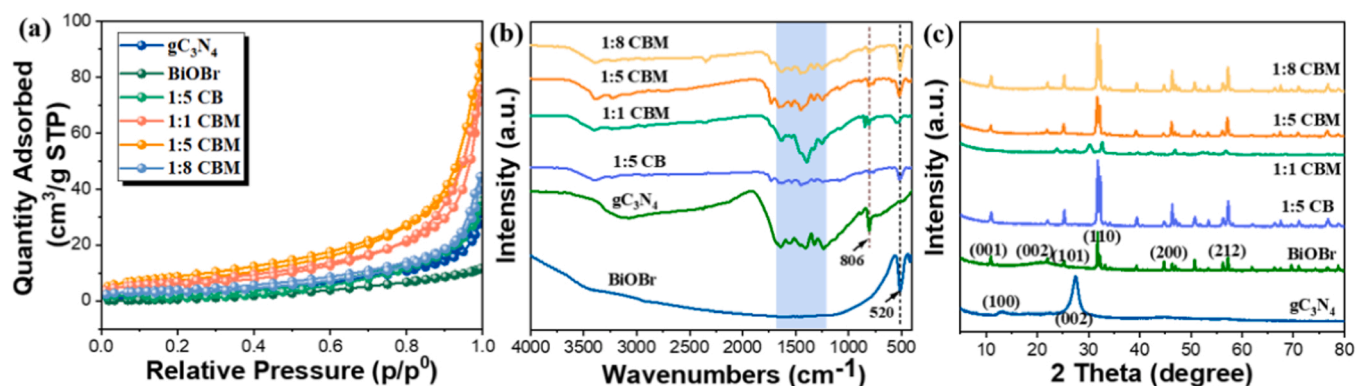 (a)
100
80
60
40
20
0
0.0
0.2
0.4
0.6
0.8
1.0
Quantity Adsorbed
(cm³/g STP)
Relative Pressure (p/p⁰)
gC₃N₄
BiOBr
1:5 CB
1:1 CBM
1:5 CBM
1:8 CBM
(b)
1:8 CBM
1:5 CBM
1:1 CBM
1:5 CB
gC₃N₄
806
BiOBr
520
Intensity (a.u.)
4000
3500
3000
2500
2000
1500
1000
500
Wavenumbers (cm⁻¹)
(c)
1:8 CBM
1:5 CBM
1:1 CBM
1:5 CB
BiOBr
(001)
(002)
(101)
(110)
(200)
(212)
gC₃N₄
(100)
(002)
Intensity (a.u.)
10
20
30
40
50
60
70
80
2 Theta (degree)